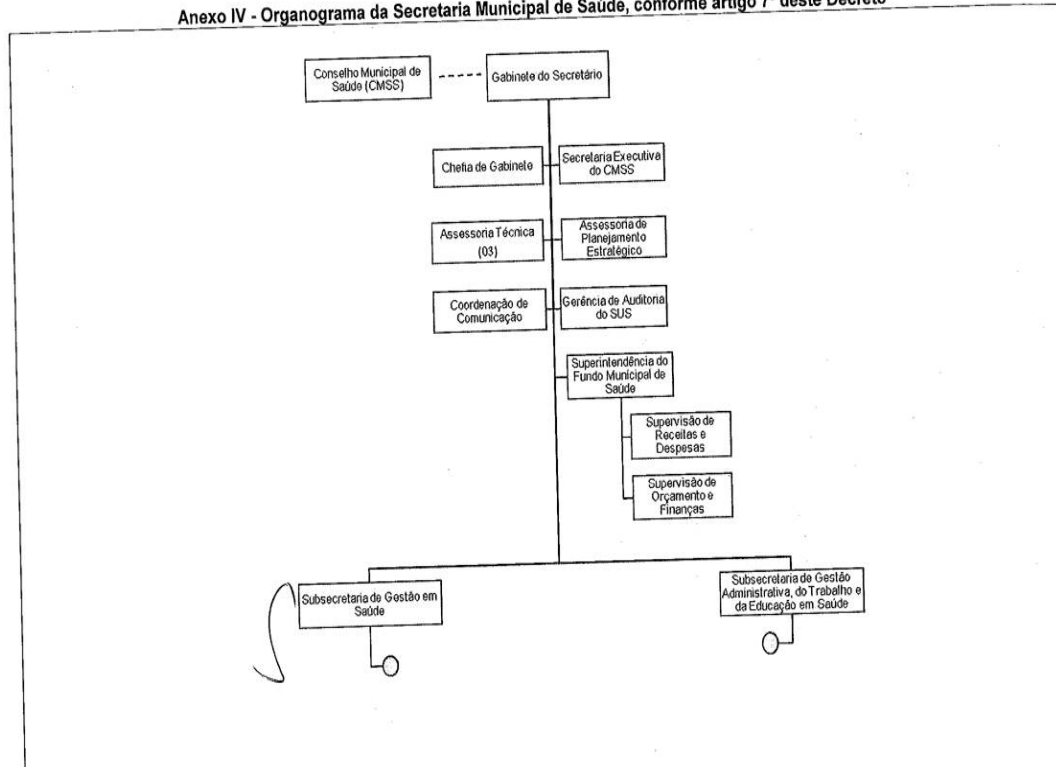 Anexo IV - Organograma da Secretaria Municipal de Saúde, conforme artigo 7º deste Decreto
Conselho Municipal de
Saúde (CMSS)
Gabinete do Secretário
Chefia de Gabinete
Secretaria Executiva
do CMSS
Assessoria Técnica
(03)
Assessoria de
Planejamento
Estratégico
Coordenação de
Comunicação
Gerência de Auditoria
do SUS
Superintendência do
Fundo Municipal de
Saúde
Supervisão de
Receitas e
Despesas
Supervisão de
Orçamento e
Finanças
Subsecretaria de Gestão em
Saúde
Subsecretaria de Gestão
Administrativa, do Trabalho e
da Educação em Saúde